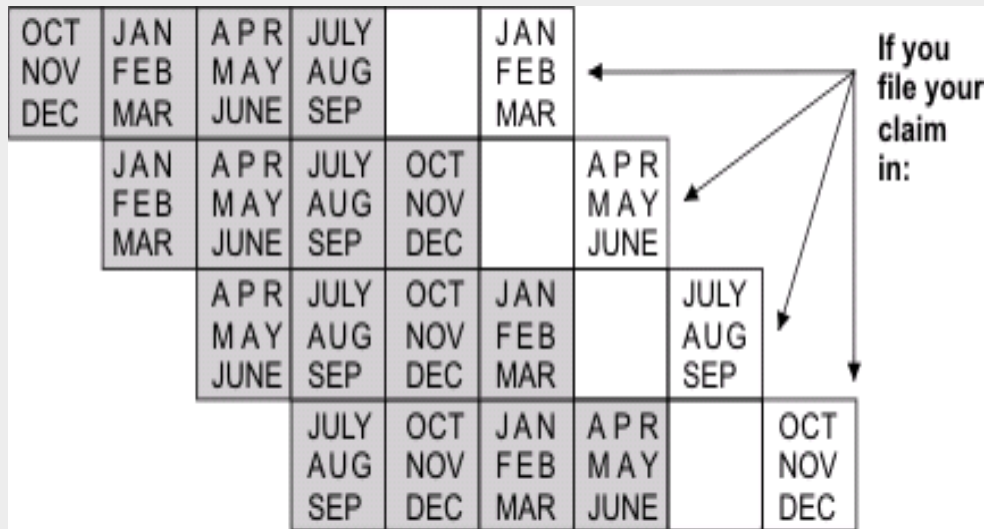 OCT JAN APR JULY JAN
NOV FEB MAY AUG FEB
DEC MAR JUNE SEP MAR
JAN APR JULY OCT APR
FEB MAY AUG NOV MAY
MAR JUNE SEP DEC JUNE
APR JULY OCT JAN JULY
MAY AUG NOV FEB AUG
JUNE SEP DEC MAR SEP
JULY OCT JAN APR OCT
AUG NOV FEB MAY NOV
SEP DEC MAR JUNE DEC
If you
file your
claim
in: